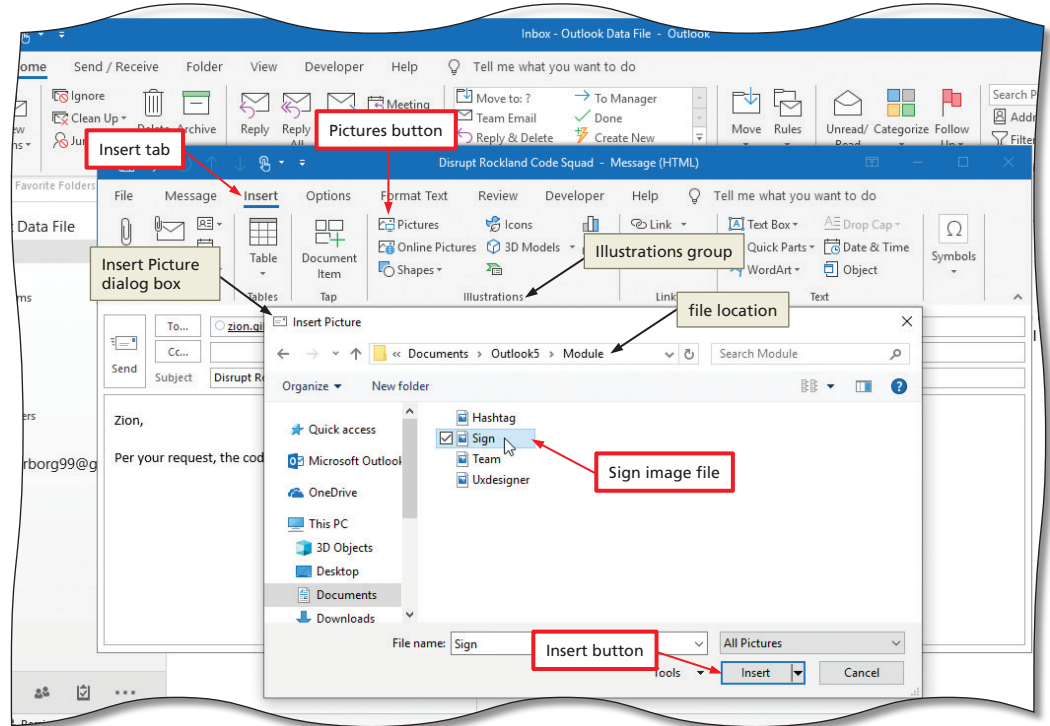 Inbox - Outlook Data File - Outlook
ome Send / Receive Folder View Developer Help Tell me what you want to do
Ignore
Clean Up
Delete Archive
Reply Reply All
Meeting
Move to: ?
Team Email
Reply & Delete
To Manager
Done
Create New
Move Rules
Unread/ Read
Categorize Follow Up
Search P
Addr
Filter
Pictures button
Insert tab
Disrupt Rockland Code Squad - Message (HTML)
Favorite Folders
Data File
File Message Insert Options Format Text Review Developer Help Tell me what you want to do
Table
Tables
Document Item
Tap
Pictures
Online Pictures
Shapes
Icons
3D Models
Illustrations
Link
Link
Text Box
Quick Parts
WordArt
Drop Cap
Date & Time
Object
Text
Symbols
Illustrations group
Insert Picture
dialog box
file location
ms
ers
rborg99@g
Send
To... zion.gi
Cc...
Subject Disrupt R
Zion,
Per your request, the cod
Insert Picture
« Documents > Outlook5 > Module
Search Module
Organize New folder
Quick access
Microsoft Outlook
OneDrive
This PC
3D Objects
Desktop
Documents
Downloads
Hashtag
Sign
Team
Uxdesigner
Sign image file
File name: Sign
All Pictures
Insert button
Tools Insert Cancel